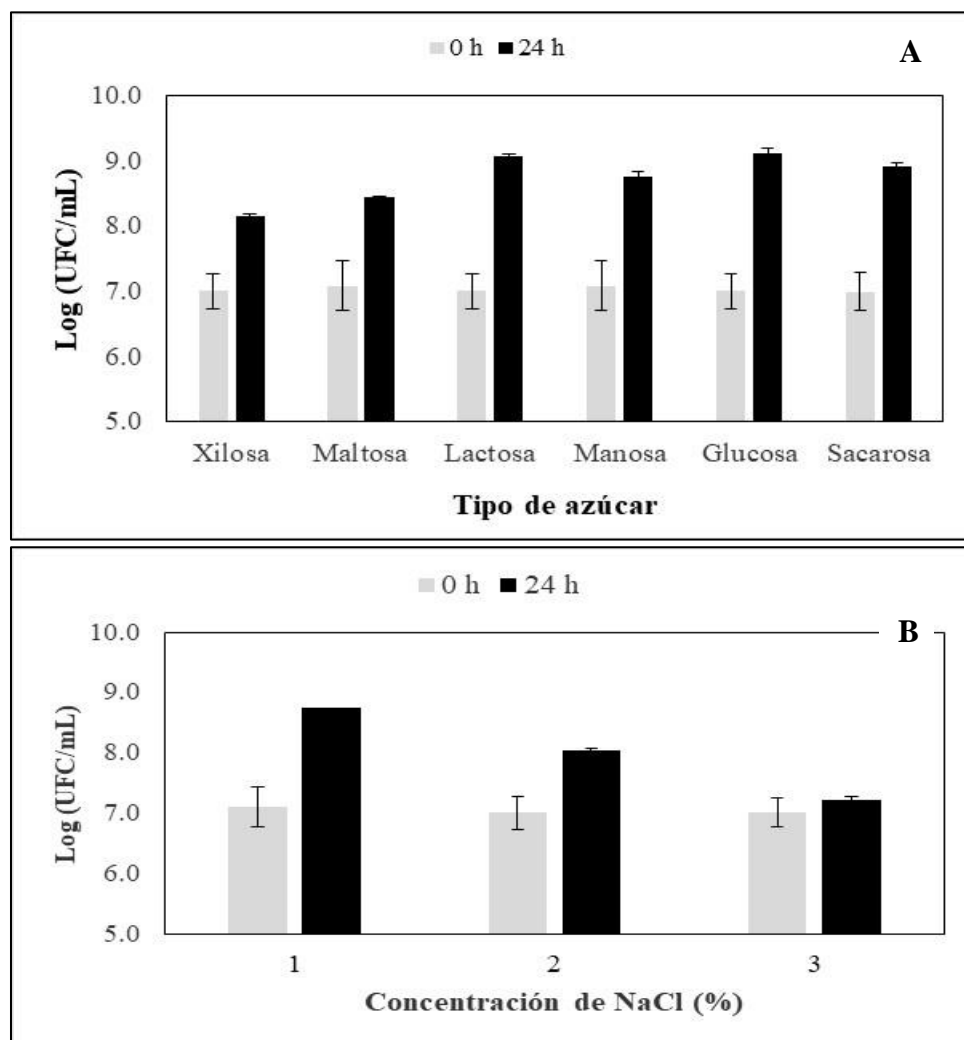 0 h 24 h
A
10.0
9.0
8.0
7.0
6.0
5.0
Log (UFC/mL)
Xilosa Maltosa Lactosa Manosa Glucosa Sacarosa
Tipo de azúcar
0 h 24 h
B
10.0
9.0
8.0
7.0
6.0
5.0
Log (UFC/mL)
1 2 3
Concentración de NaCl (%)